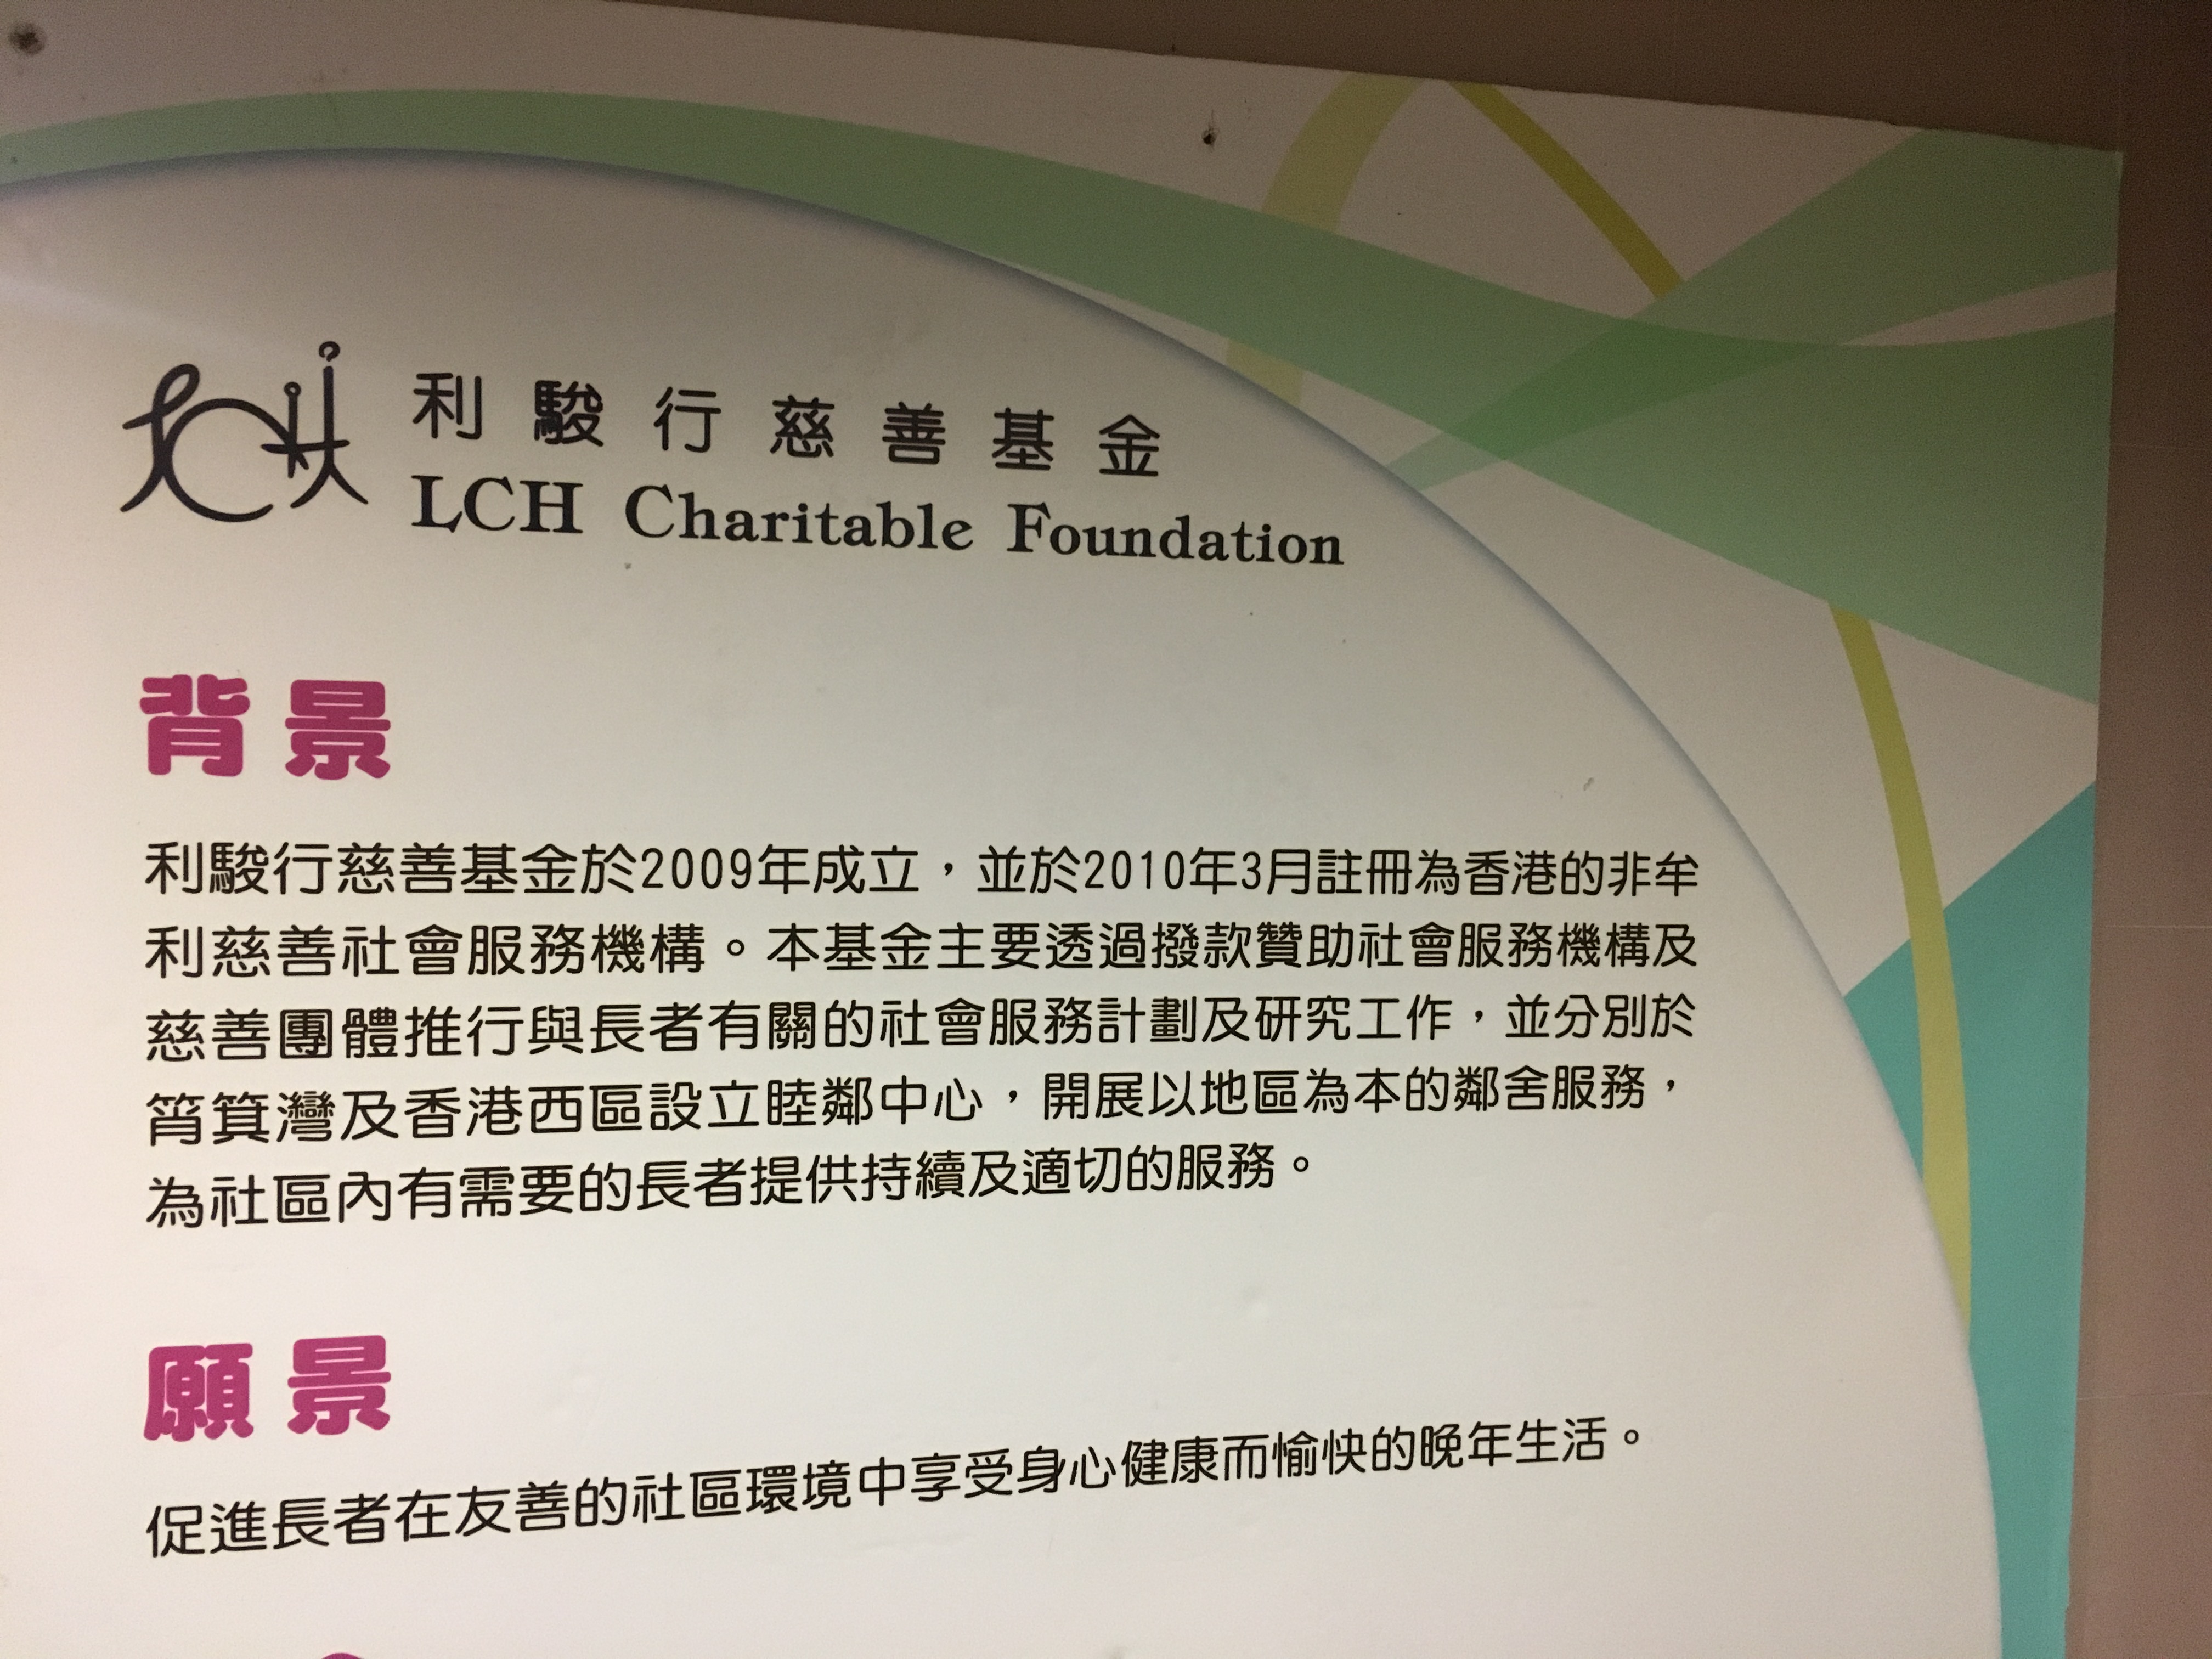 利駿行慈善基金
LCH Charitable Foundation
背景
利駿行慈善基金於2009年成立，並於2010年3月註冊為香港的非牟
利慈善社會服務機構。本基金主要透過撥款贊助社會服務機構及
慈善團體推行與長者有關的社會服務計劃及研究工作，並分別於
筲箕灣及香港西區設立睦鄰中心，開展以地區為本的鄰舍服務，
為社區內有需要的長者提供持續及適切的服務。
願景
促進長者在友善的社區環境中享受身心健康而愉快的晚年生活。